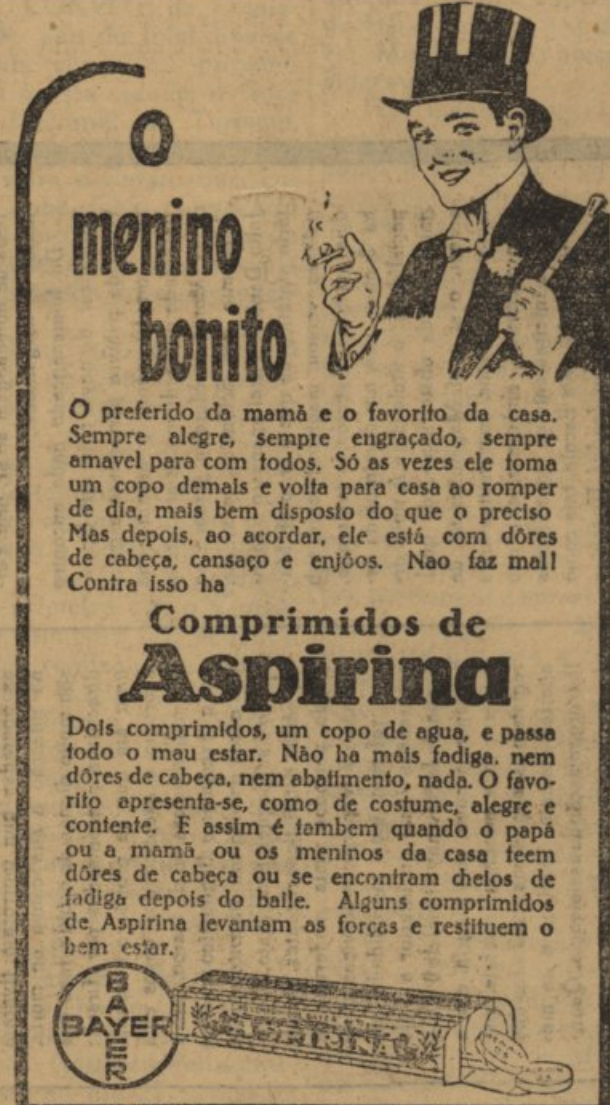 O
menino
bonito
O preferido da mamã e o favorito da casa.
Sempre alegre, sempre engraçado, sempre
amavel para com todos. Só as vezes ele toma
um copo demais e volta para casa ao romper
de dia, mais bem disposto do que o preciso
Mas depois, ao acordar, ele está com dôres
de cabeça, cansaço e enjôos. Nao faz mal!
Contra isso ha
Comprimidos de
Aspirina
Dois comprimidos, um copo de agua, e passa
todo o mau estar. Não ha mais fadiga, nem
dôres de cabeça, nem abatimento, nada. O favo-
rito apresenta-se, como de costume, alegre e
contente. E assim é tambem quando o papá
ou a mamã ou os meninos da casa teem
dôres de cabeça ou se encontram cheios de
fadiga depois do baile. Alguns comprimidos
de Aspirina levantam as forças e restituem o
bem estar.
BAYER
BAYER
ASPIRINA